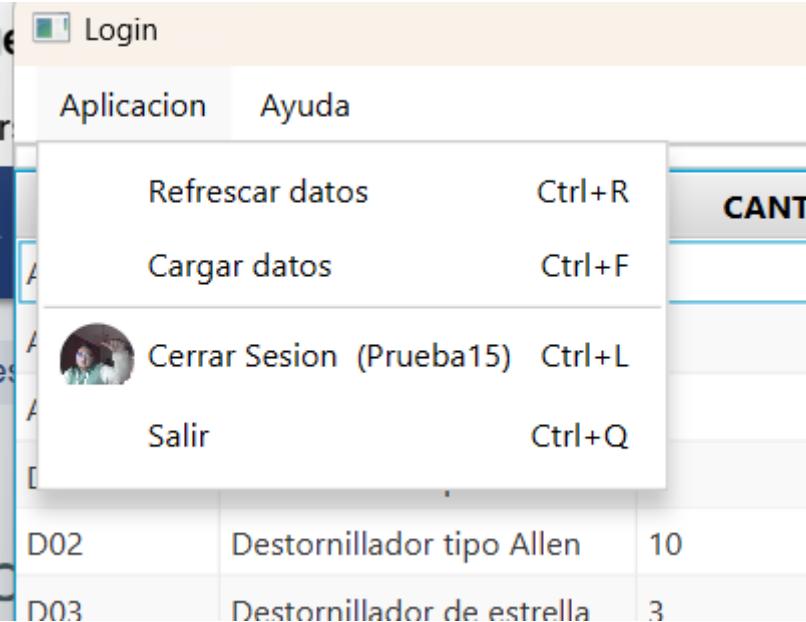 Login
Aplicacion Ayuda
Refrescar datos Ctrl+R
CANT
Cargar datos Ctrl+F
Cerrar Sesion (Prueba15) Ctrl+L
Salir Ctrl+Q
D02 Destornillador tipo Allen 10
D03 Destornillador de estrella 3